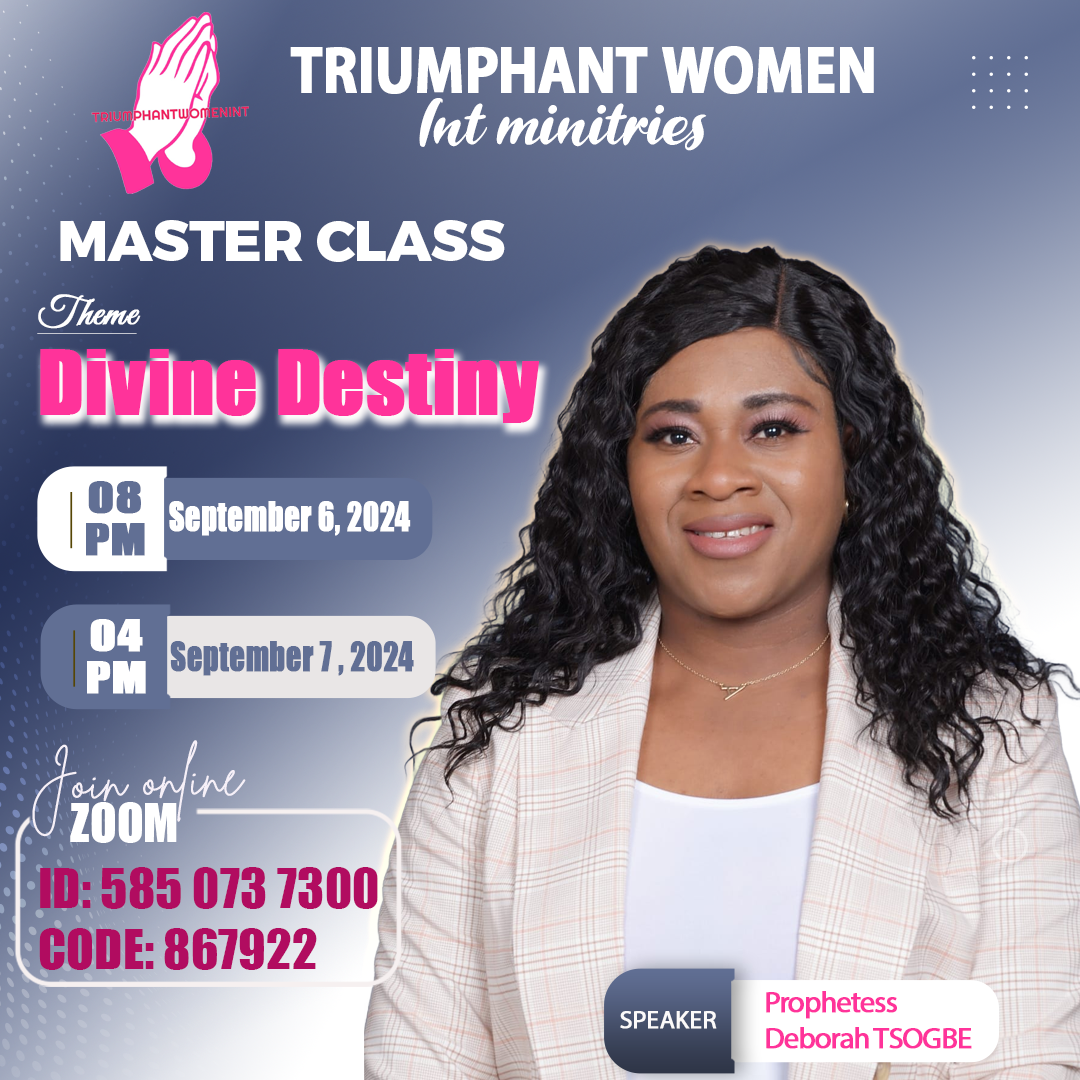 TRIUMPHANTWOMENINT
TRIUMPHANT WOMEN
Int minitries
MASTER CLASS
Theme
Divine Destiny
08
PM
September 6, 2024
04
PM
September 7 , 2024
Join online
ZOOM
ID: 585 073 7300
CODE: 867922
SPEAKER
Prophetess
Deborah TSOGBE